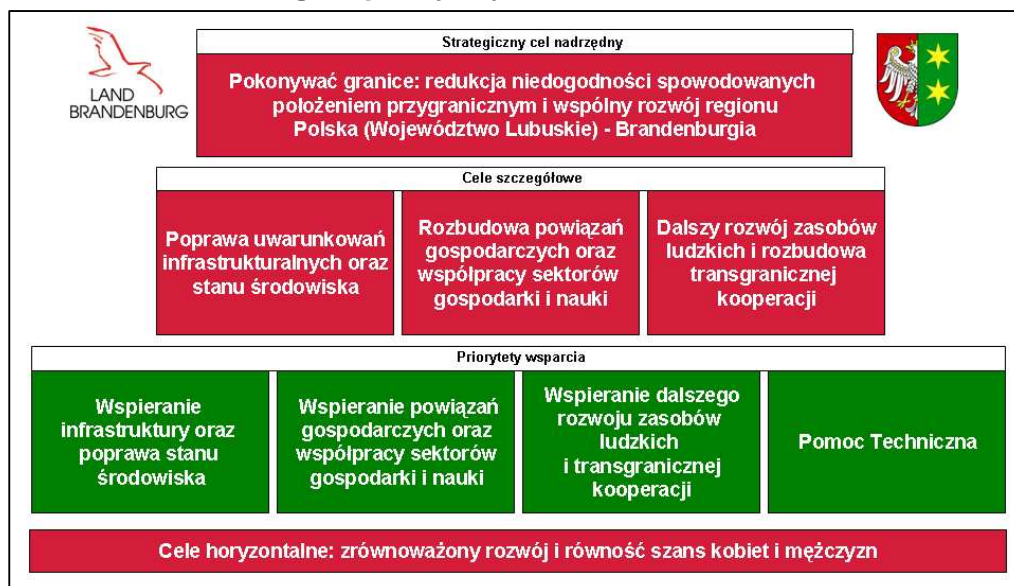 LAND
BRANDENBURG
Strategiczny cel nadrzędny
Pokonywać granice: redukcja niedogodności spowodowanych
położeniem przygranicznym i wspólny rozwój regionu
Polska (Województwo Lubuskie) - Brandenburgia
Cele szczegółowe
Poprawa uwarunkowań
infrastrukturalnych oraz
stanu środowiska
Rozbudowa powiązań
gospodarczych oraz
współpracy sektorów
gospodarki i nauki
Dalszy rozwój zasobów
ludzkich i rozbudowa
transgranicznej
kooperacji
Priorytety wsparcia
Wspieranie
infrastruktury oraz
poprawa stanu
środowiska
Wspieranie powiązań
gospodarczych oraz
współpracy sektorów
gospodarki i nauki
Wspieranie dalszego
rozwoju zasobów
ludzkich
i transgranicznej
kooperacji
Pomoc Techniczna
Cele horyzontalne: zrównoważony rozwój i równość szans kobiet i mężczyzn